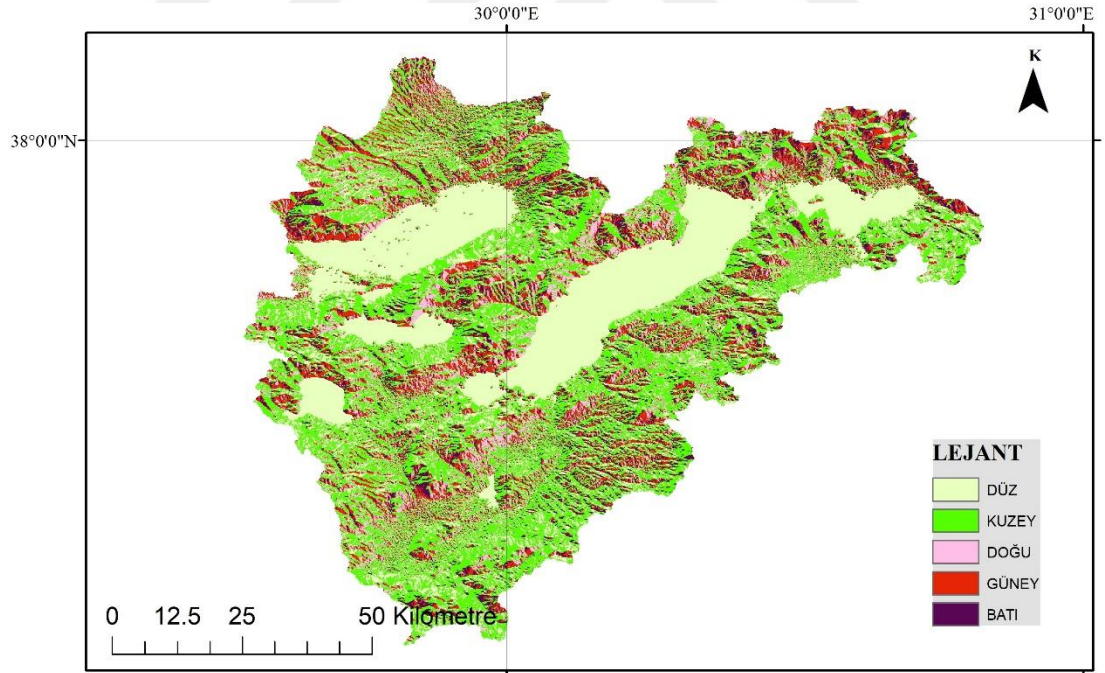 30°0'0"E
31°0'0"E
K
38°0'0"N
LEJANT
DÜZ
KUZEY
DOĞU
GÜNEY
BATI
0 12.5 25 50 Kilometre